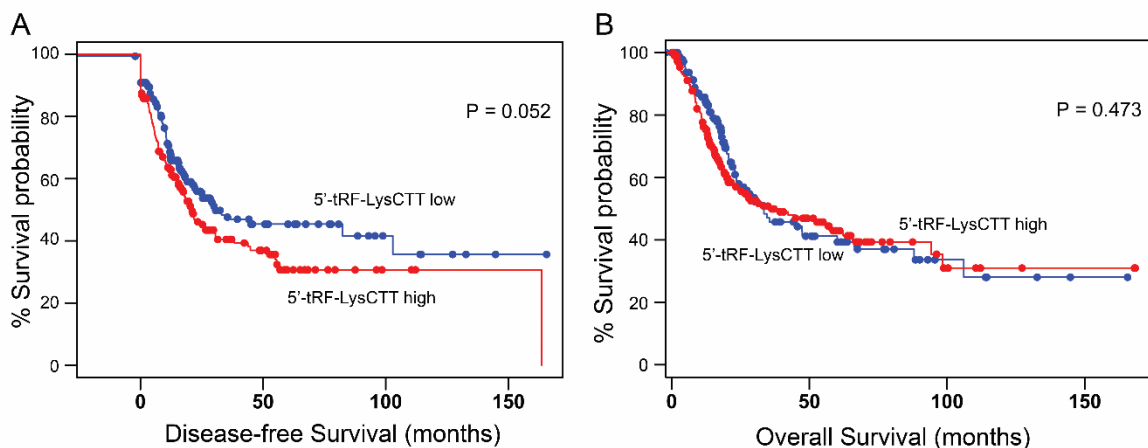 A
% Survival probability
100
80
60
40
20
0
P = 0.052
5'-tRF-LysCTT low
5'-tRF-LysCTT high
0 50 100 150
Disease-free Survival (months)
B
% Survival probability
100
80
60
40
20
0
P = 0.473
5'-tRF-LysCTT high
5'-tRF-LysCTT low
0 50 100 150
Overall Survival (months)